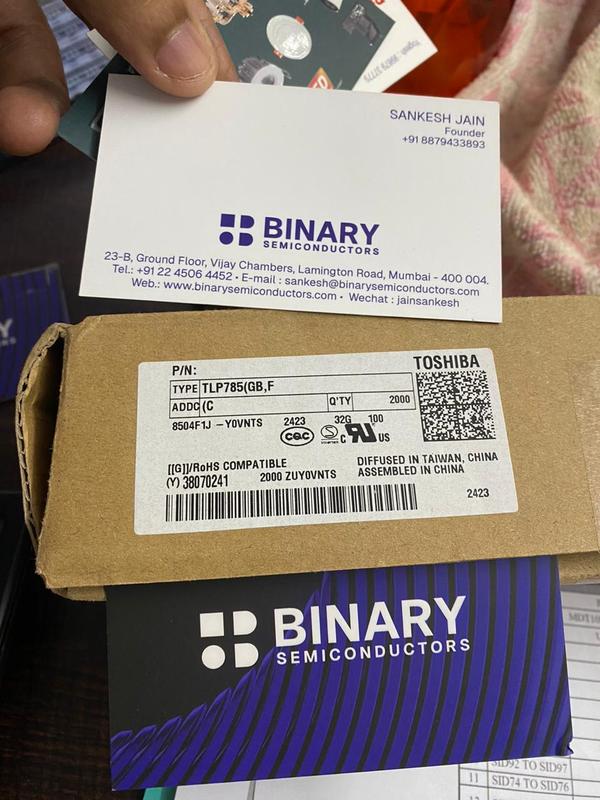 SANKESH JAIN
Founder
+91 8879433893
BINARY
SEMICONDUCTORS
23-B, Ground Floor, Vijay Chambers, Lamington Road, Mumbai - 400 004.
Tel.: +91 22 4506 4452 • E-mail : sankesh@binarysemiconductors.com
Web.: www.binarysemiconductors.com • Wechat : jainsankesh
P/N:
TOSHIBA
TYPE TLP785(GB,F
ADDC (C Q'TY 2000
8504F1J -Y0VNTS 2423 32G 100
CQC S c RU US
[[G]]/RoHS COMPATIBLE
DIFFUSED IN TAIWAN, CHINA
ASSEMBLED IN CHINA
(Y) 38070241 2000 ZUY0VNTS
2423
BINARY
SEMICONDUCTORS
SID92 TO SID97
11 SID74 TO SID76